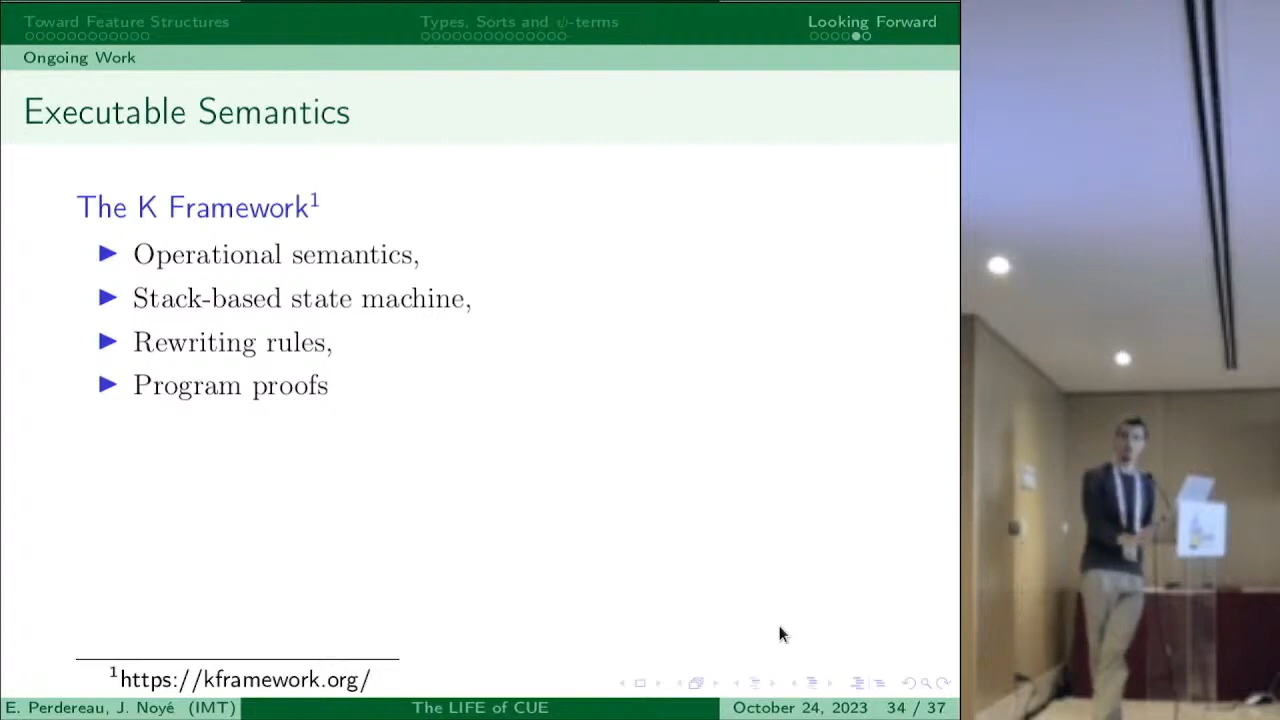 Toward Feature Structures
Types, Sorts and ψ-terms
Looking Forward
Ongoing Work
Executable Semantics
The K Framework¹
Operational semantics,
Stack-based state machine,
Rewriting rules,
Program proofs
¹https://kframework.org/
E. Perdereau, J. Noyé (IMT)
The LIFE of CUE
October 24, 2023
34 / 37